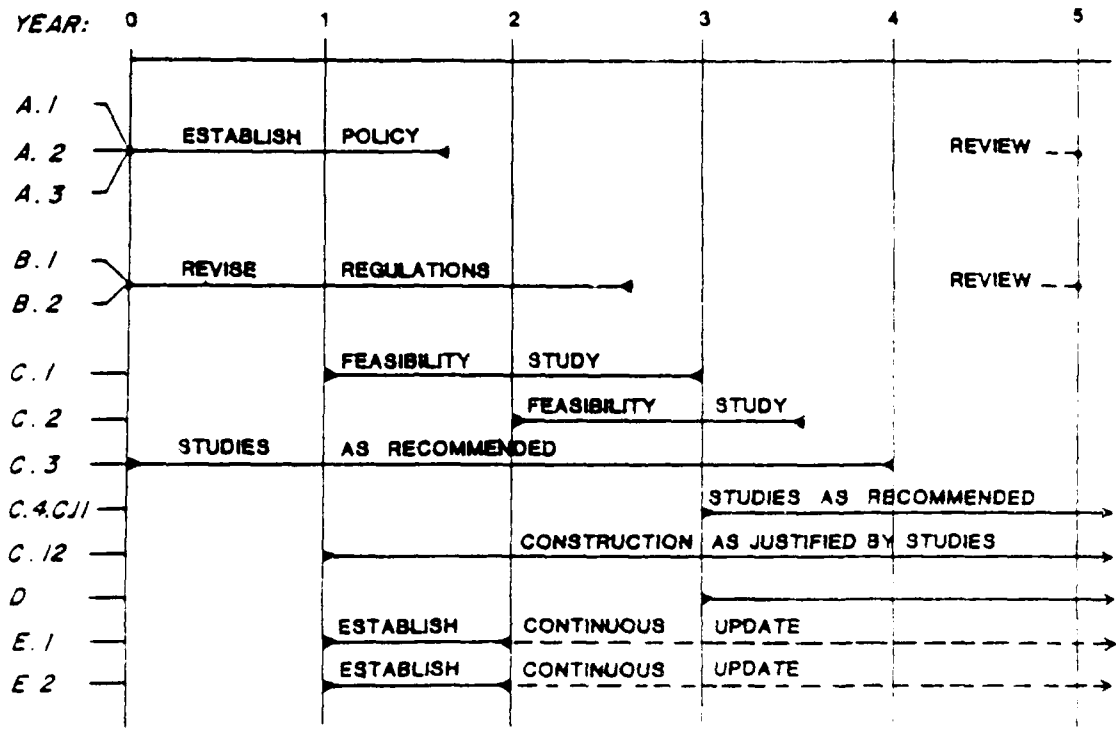 YEAR: 0 1 2 3 4 5
A.1
ESTABLISH POLICY
A.2 REVIEW
A.3
B.1
REVISE REGULATIONS REVIEW
B.2
FEASIBILITY STUDY
C.1
FEASIBILITY STUDY
C.2
STUDIES AS RECOMMENDED
C.3
STUDIES AS RECOMMENDED
C.4.C11
CONSTRUCTION AS JUSTIFIED BY STUDIES
C.12
D
ESTABLISH CONTINUOUS UPDATE
E.1
ESTABLISH CONTINUOUS UPDATE
E 2